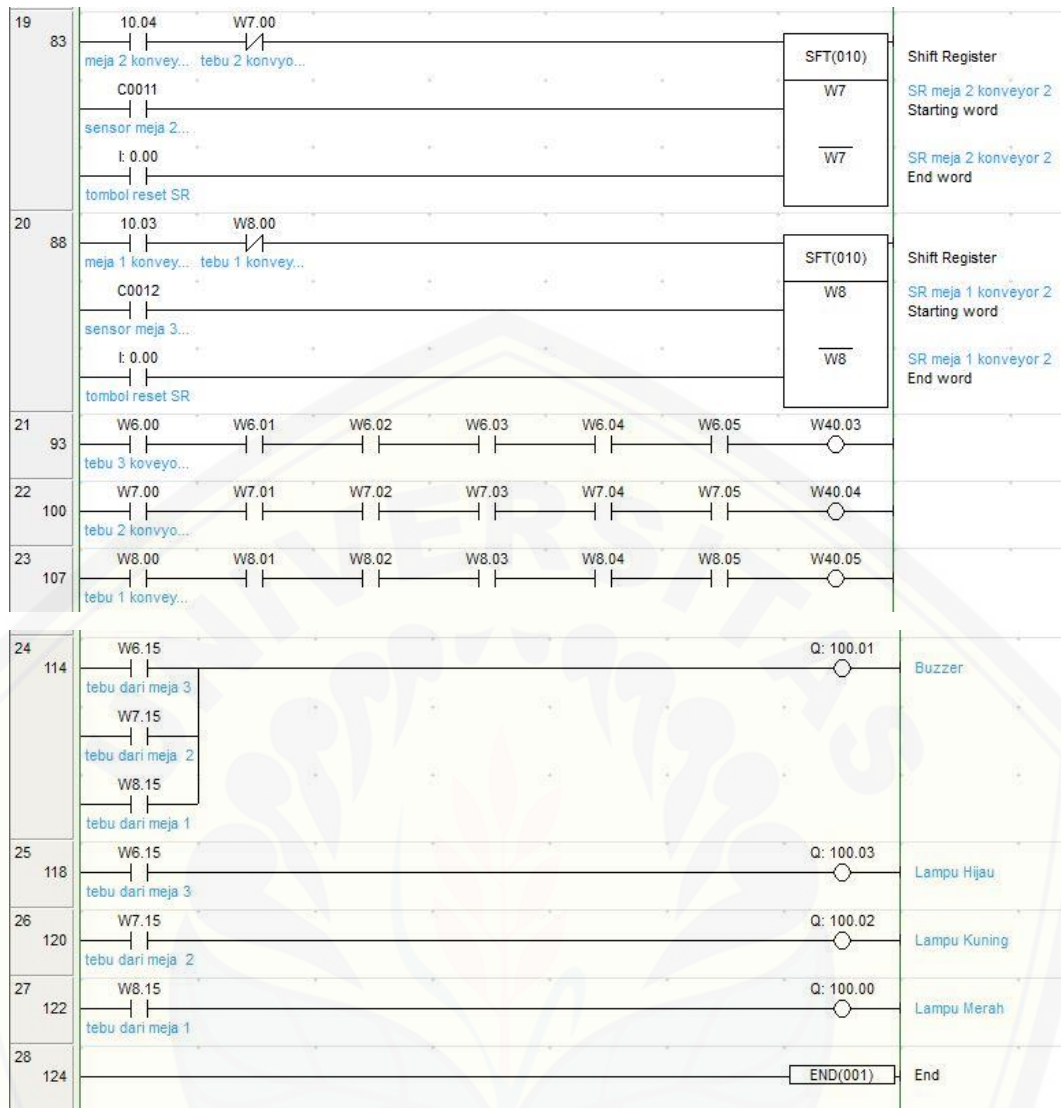 19
83
10.04 W7.00
meja 2 konvey... tebu 2 konvyo...
SFT(010) Shift Register
C0011
sensor meja 2...
W7 SR meja 2 konveyor 2
Starting word
I: 0.00
tombol reset SR
W7 SR meja 2 konveyor 2
End word
20
88
10.03 W8.00
meja 1 konvey... tebu 1 konvey...
SFT(010) Shift Register
C0012
sensor meja 3...
W8 SR meja 1 konveyor 2
Starting word
I: 0.00
tombol reset SR
W8 SR meja 1 konveyor 2
End word
21
93
W6.00 W6.01 W6.02 W6.03 W6.04 W6.05 W40.03
tebu 3 koveyo...
22
100
W7.00 W7.01 W7.02 W7.03 W7.04 W7.05 W40.04
tebu 2 konvyo...
23
107
W8.00 W8.01 W8.02 W8.03 W8.04 W8.05 W40.05
tebu 1 konvey...
24
114
W6.15 Q: 100.01
Buzzer
tebu dari meja 3
W7.15
tebu dari meja 2
W8.15
tebu dari meja 1
25
118
W6.15 Q: 100.03
Lampu Hijau
tebu dari meja 3
26
120
W7.15 Q: 100.02
Lampu Kuning
tebu dari meja 2
27
122
W8.15 Q: 100.00
Lampu Merah
tebu dari meja 1
28
124
END(001) End
UNIVERSITAS